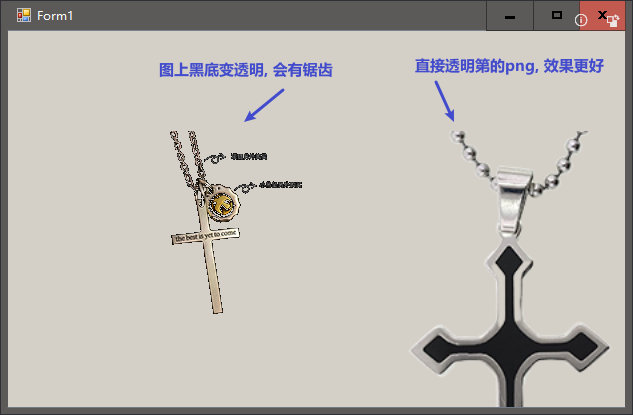 Form1
图上黑底变透明, 会有锯齿
直接透明第的png, 效果更好
the best is yet to come